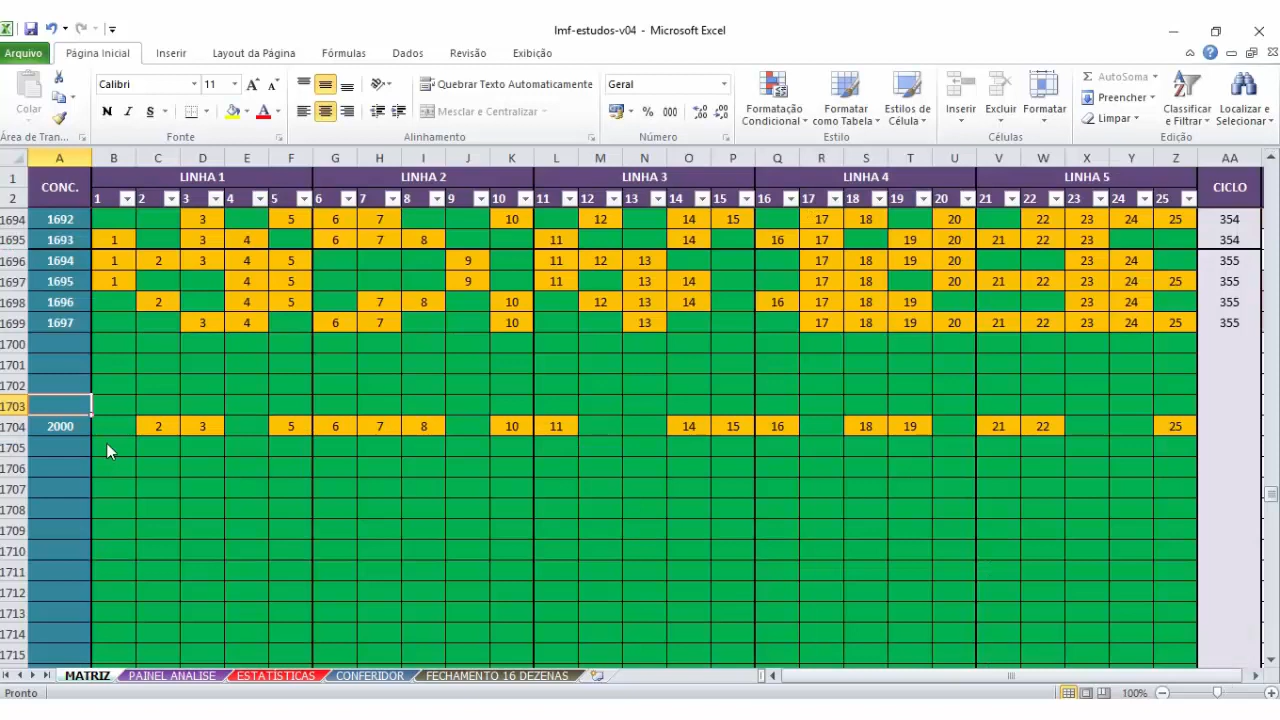 lmf-estudos-v04 - Microsoft Excel
Arquivo Página Inicial Inserir Layout da Página Fórmulas Dados Revisão Exibição
Colar Calibri 11 Quebrar Texto Automaticamente Geral Formatação Condicional Formatar como Tabela Estilos de Célula Inserir Excluir Formatar AutoSoma Preencher Limpar Classificar e Filtrar Localizar e Selecionar
N I S Mesclar e Centralizar % 000
Área de Tran... Fonte Alinhamento Número Estilo Células Edição
A B C D E F G H I J K L M N O P Q R S T U V W X Y Z AA
1 CONC. LINHA 1 LINHA 2 LINHA 3 LINHA 4 LINHA 5 CICLO
2 1 2 3 4 5 6 7 8 9 10 11 12 13 14 15 16 17 18 19 20 21 22 23 24 25
1694 1692 3 5 6 7 10 12 14 15 17 18 20 22 23 24 25 354
1695 1693 1 3 4 6 7 8 11 14 16 17 19 20 21 22 23 354
1696 1694 1 2 3 4 5 9 11 12 13 17 18 19 20 23 24 355
1697 1695 1 4 5 9 11 13 14 17 18 20 21 22 23 24 25 355
1698 1696 2 4 5 7 8 10 12 13 14 16 17 18 19 23 24 355
1699 1697 3 4 6 7 10 13 17 18 19 20 21 22 23 24 25 355
1700
1701
1702
1703
1704 2000 2 3 5 6 7 8 10 11 14 15 16 18 19 21 22 25
1705
1706
1707
1708
1709
1710
1711
1712
1713
1714
1715
MATRIZ PAINEL ANALISE ESTATÍSTICAS CONFERIDOR FECHAMENTO 16 DEZENAS
Pronto 100%